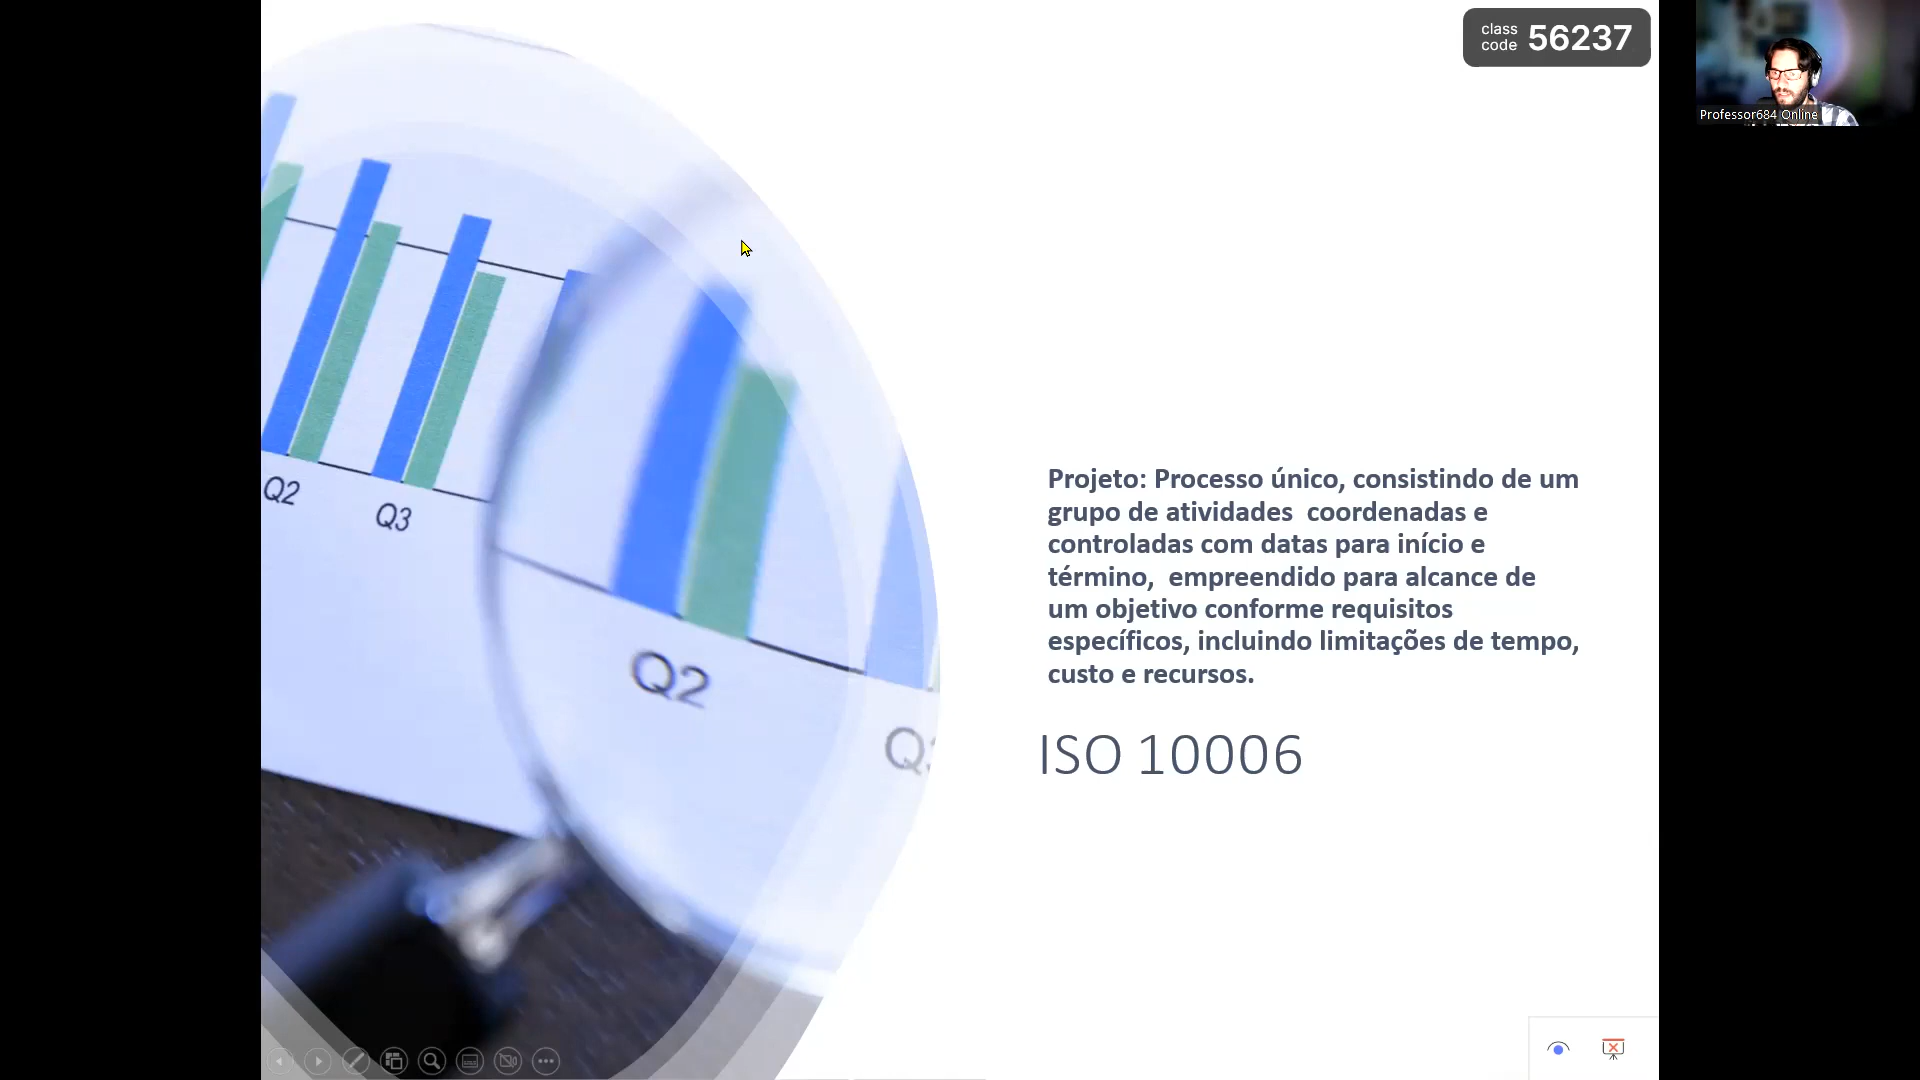 class
code 56237
Professor684 Online
Q2
Q3
Q2
Projeto: Processo único, consistindo de um
grupo de atividades  coordenadas e
controladas com datas para início e
término,  empreendido para alcance de
um objetivo conforme requisitos
específicos, incluindo limitações de tempo,
custo e recursos.
ISO 10006